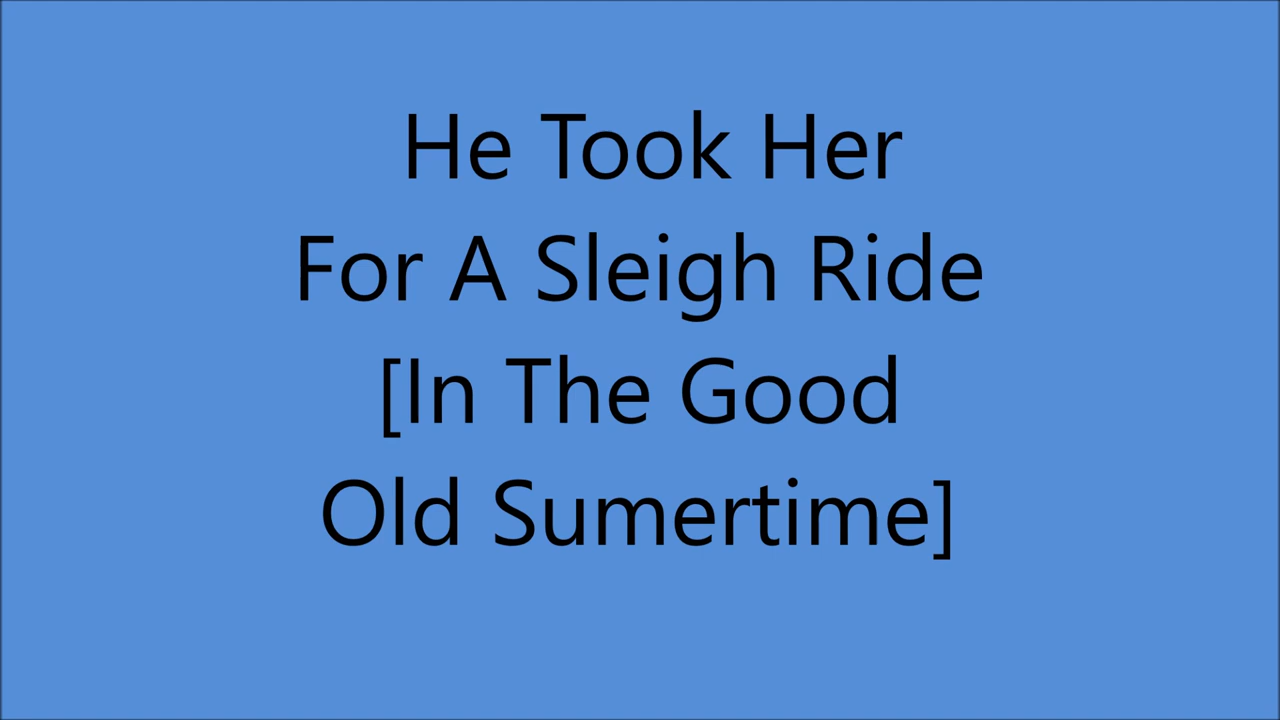 He Took Her
For A Sleigh Ride
[In The Good
Old Sumertime]